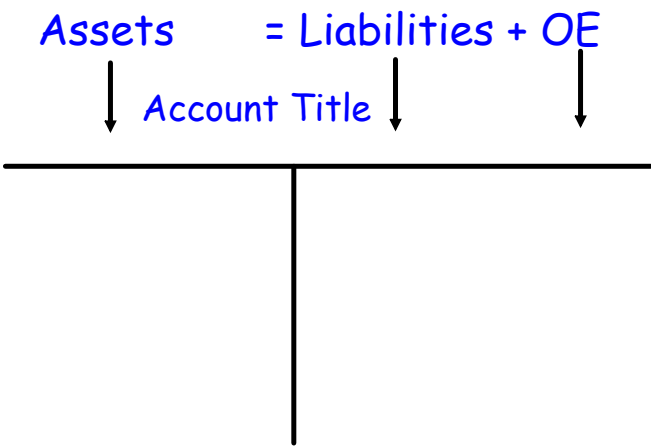 Assets = Liabilities + OE
Account Title